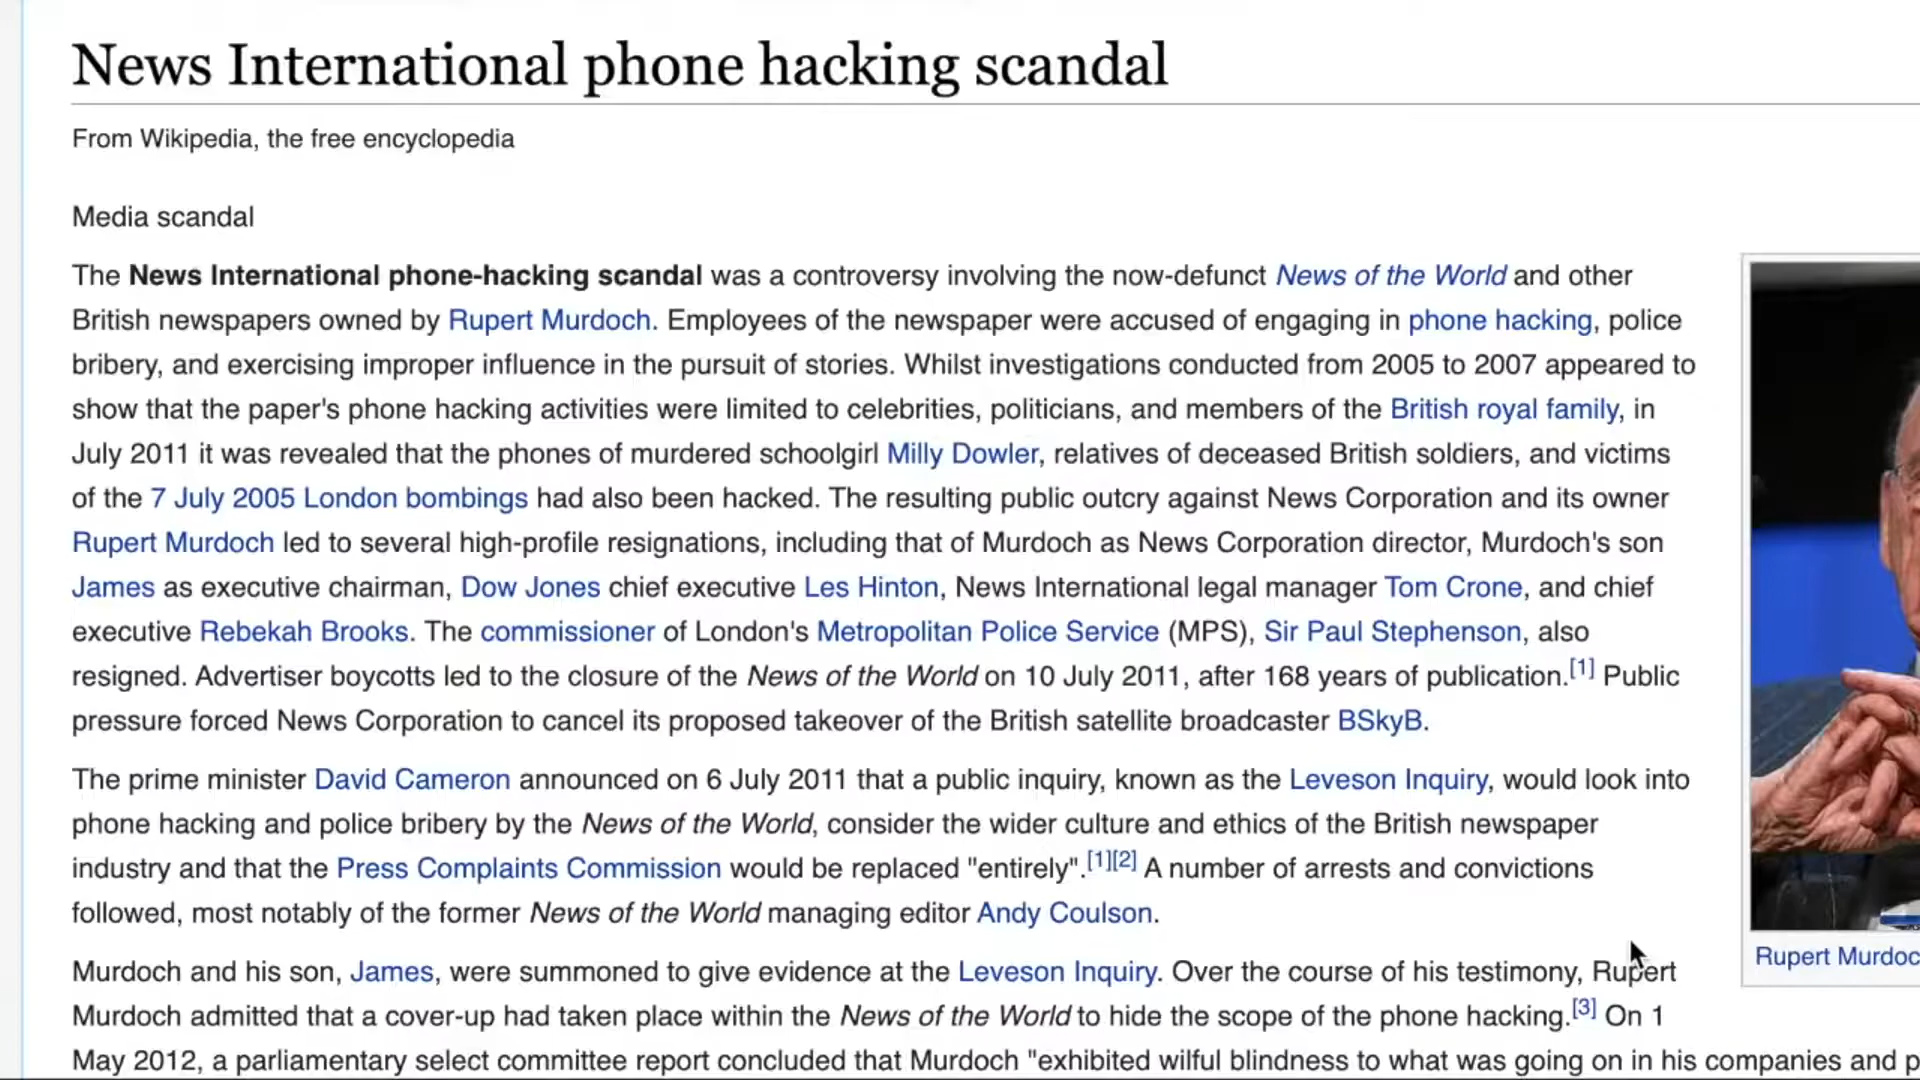 News International phone hacking scandal
From Wikipedia, the free encyclopedia
Media scandal
The News International phone-hacking scandal was a controversy involving the now-defunct News of the World and other
British newspapers owned by Rupert Murdoch. Employees of the newspaper were accused of engaging in phone hacking, police
bribery, and exercising improper influence in the pursuit of stories. Whilst investigations conducted from 2005 to 2007 appeared to
show that the paper's phone hacking activities were limited to celebrities, politicians, and members of the British royal family, in
July 2011 it was revealed that the phones of murdered schoolgirl Milly Dowler, relatives of deceased British soldiers, and victims
of the 7 July 2005 London bombings had also been hacked. The resulting public outcry against News Corporation and its owner
Rupert Murdoch led to several high-profile resignations, including that of Murdoch as News Corporation director, Murdoch's son
James as executive chairman, Dow Jones chief executive Les Hinton, News International legal manager Tom Crone, and chief
executive Rebekah Brooks. The commissioner of London's Metropolitan Police Service (MPS), Sir Paul Stephenson, also
resigned. Advertiser boycotts led to the closure of the News of the World on 10 July 2011, after 168 years of publication.[1] Public
pressure forced News Corporation to cancel its proposed takeover of the British satellite broadcaster BSkyB.
The prime minister David Cameron announced on 6 July 2011 that a public inquiry, known as the Leveson Inquiry, would look into
phone hacking and police bribery by the News of the World, consider the wider culture and ethics of the British newspaper
industry and that the Press Complaints Commission would be replaced "entirely".[1][2] A number of arrests and convictions
followed, most notably of the former News of the World managing editor Andy Coulson.
Murdoch and his son, James, were summoned to give evidence at the Leveson Inquiry. Over the course of his testimony, Rupert
Murdoch admitted that a cover-up had taken place within the News of the World to hide the scope of the phone hacking.[3] On 1
May 2012, a parliamentary select committee report concluded that Murdoch "exhibited wilful blindness to what was going on in his companies and p
Rupert Murdoc